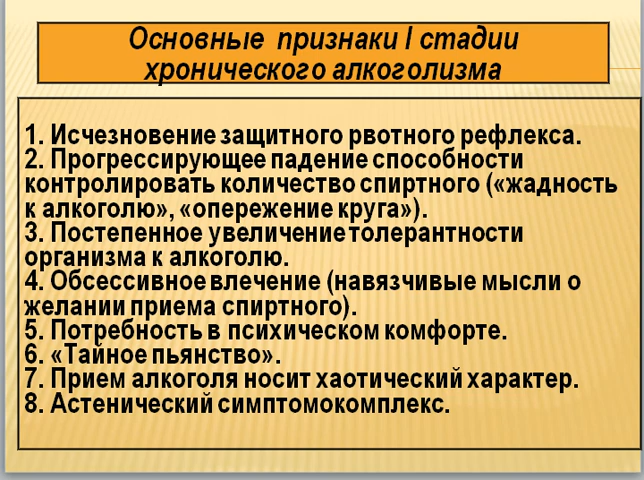 Основные признаки I стадии
хронического алкоголизма
1. Исчезновение защитного рвотного рефлекса.
2. Прогрессирующее падение способности
контролировать количество спиртного («жадность
к алкоголю», «опережение круга»).
3. Постепенное увеличение толерантности
организма к алкоголю.
4. Обсессивное влечение (навязчивые мысли о
желании приема спиртного).
5. Потребность в психическом комфорте.
6. «Тайное пьянство».
7. Прием алкоголя носит хаотический характер.
8. Астенический симптомокомплекс.